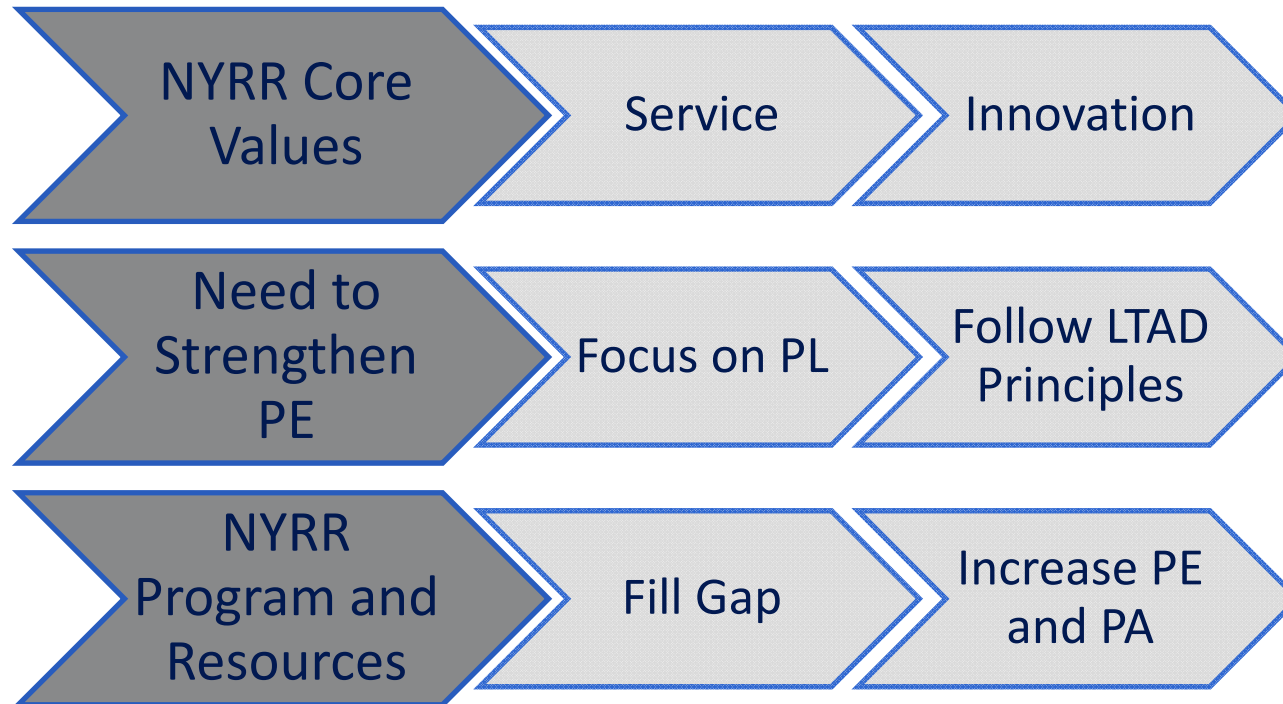 NYRR Core
Values
Service
Innovation
Need to
Strengthen
PE
Focus on PL
Follow LTAD
Principles
NYRR
Program and
Resources
Fill Gap
Increase PE
and PA